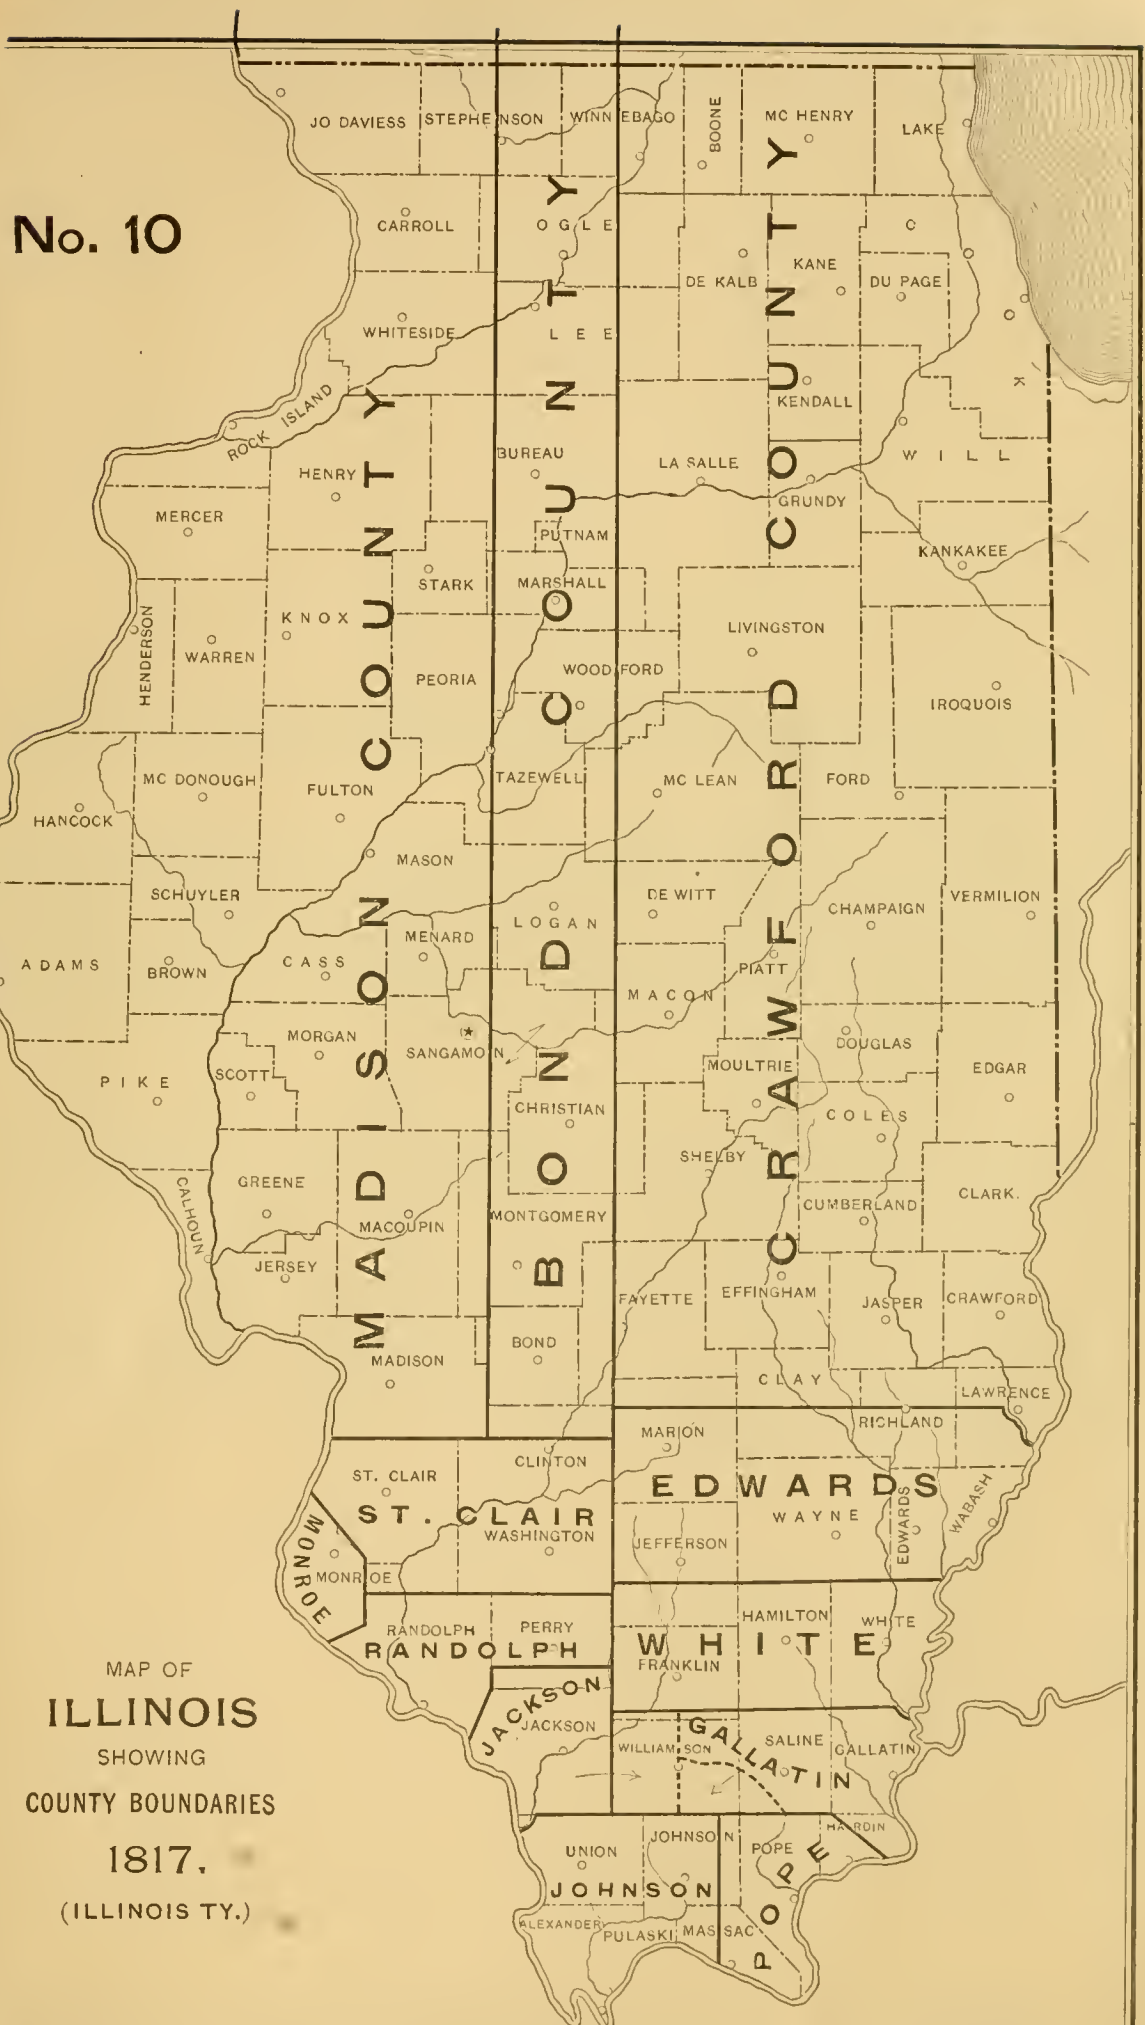 No. 10
JO DAVIESS
STEPHENSON
WINNEBAGO
BOONE
MC HENRY
LAKE
CARROLL
OGLE
DE KALB
KANE
DU PAGE
COOK
WHITESIDE
LEE
ROCK ISLAND
KENDALL
HENRY
BUREAU
LA SALLE
GRUNDY
WILL
MERCER
PUTNAM
KANKAKEE
STARK
MARSHALL
HENDERSON
WARREN
KNOX
PEORIA
WOODFORD
LIVINGSTON
IROQUOIS
HANCOCK
MC DONOUGH
FULTON
TAZEWELL
MC LEAN
FORD
MASON
SCHUYLER
MENARD
LOGAN
DE WITT
CHAMPAIGN
VERMILION
ADAMS
BROWN
CASS
PIATT
MACON
MORGAN
SANGAMON
DOUGLAS
PIKE
SCOTT
CHRISTIAN
MOULTRIE
COLES
EDGAR
CALHOUN
GREENE
MACOUPIN
MONTGOMERY
SHELBY
CUMBERLAND
CLARK.
JERSEY
FAYETTE
EFFINGHAM
JASPER
CRAWFORD
MADISON
BOND
CLAY
LAWRENCE
MADISON COUNTY
BOND COUNTY
CRAWFORD COUNTY
MARION
RICHLAND
ST. CLAIR
CLINTON
EDWARDS
ST. CLAIR
WASHINGTON
JEFFERSON
WAYNE
EDWARDS
WABASH
MONROE
MONROE
RANDOLPH
PERRY
RANDOLPH
HAMILTON
WHITE
WHITE
FRANKLIN
JACKSON
JACKSON
WILLIAMSON
GALLATIN
SALINE
GALLATIN
UNION
JOHNSON
POPE
HARDIN
JOHNSON
POPE
ALEXANDER
PULASKI
MASSAC
MAP OF
ILLINOIS
SHOWING
COUNTY BOUNDARIES
1817.
(ILLINOIS TY.)